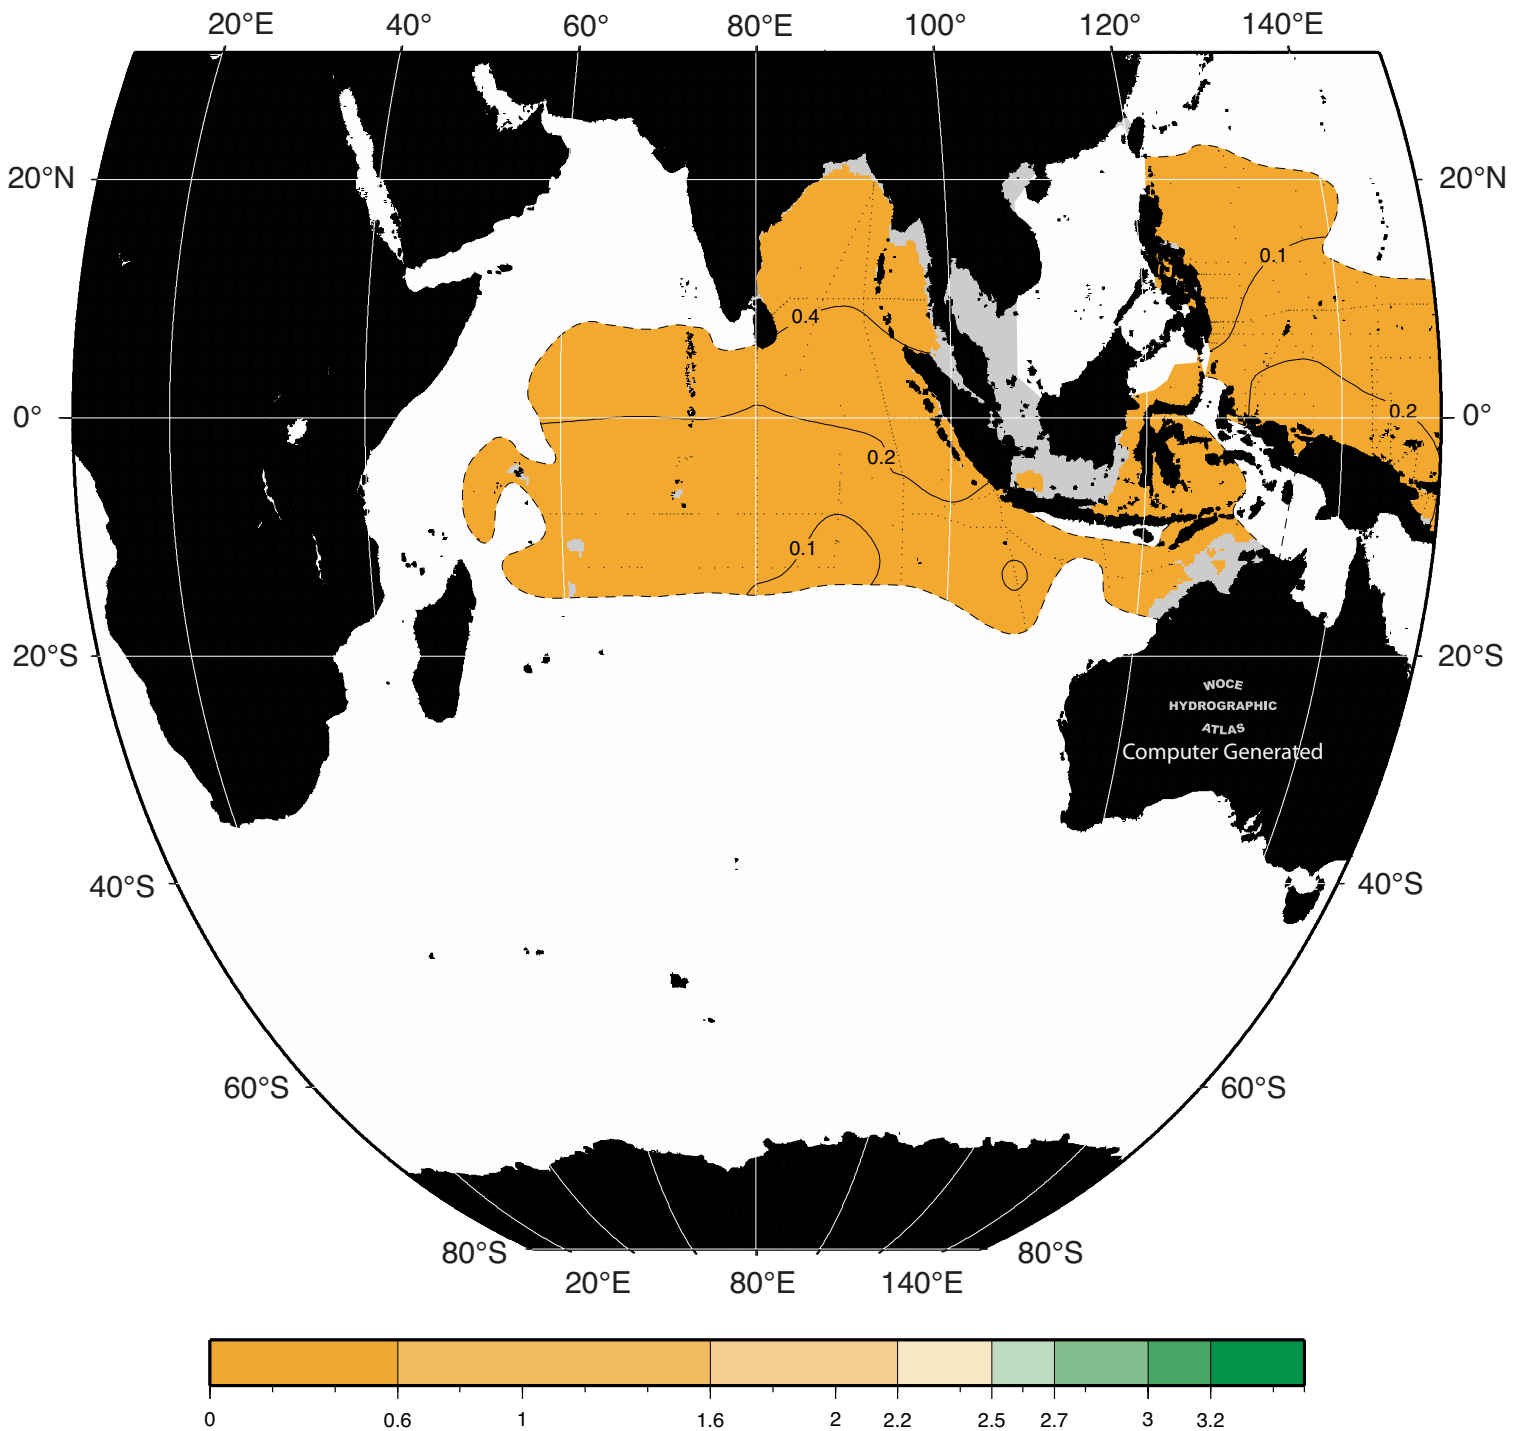 20°E 40° 60° 80°E 100° 120° 140°E
20°N 20°N
0.1
0.4
0° 0.2 0°
0.2
0.1
20°S 20°S
WOCE
HYDROGRAPHIC
ATLAS
Computer Generated
40°S 40°S
60°S 60°S
80°S 80°S
20°E 80°E 140°E
0 0.6 1 1.6 2 2.2 2.5 2.7 3 3.2